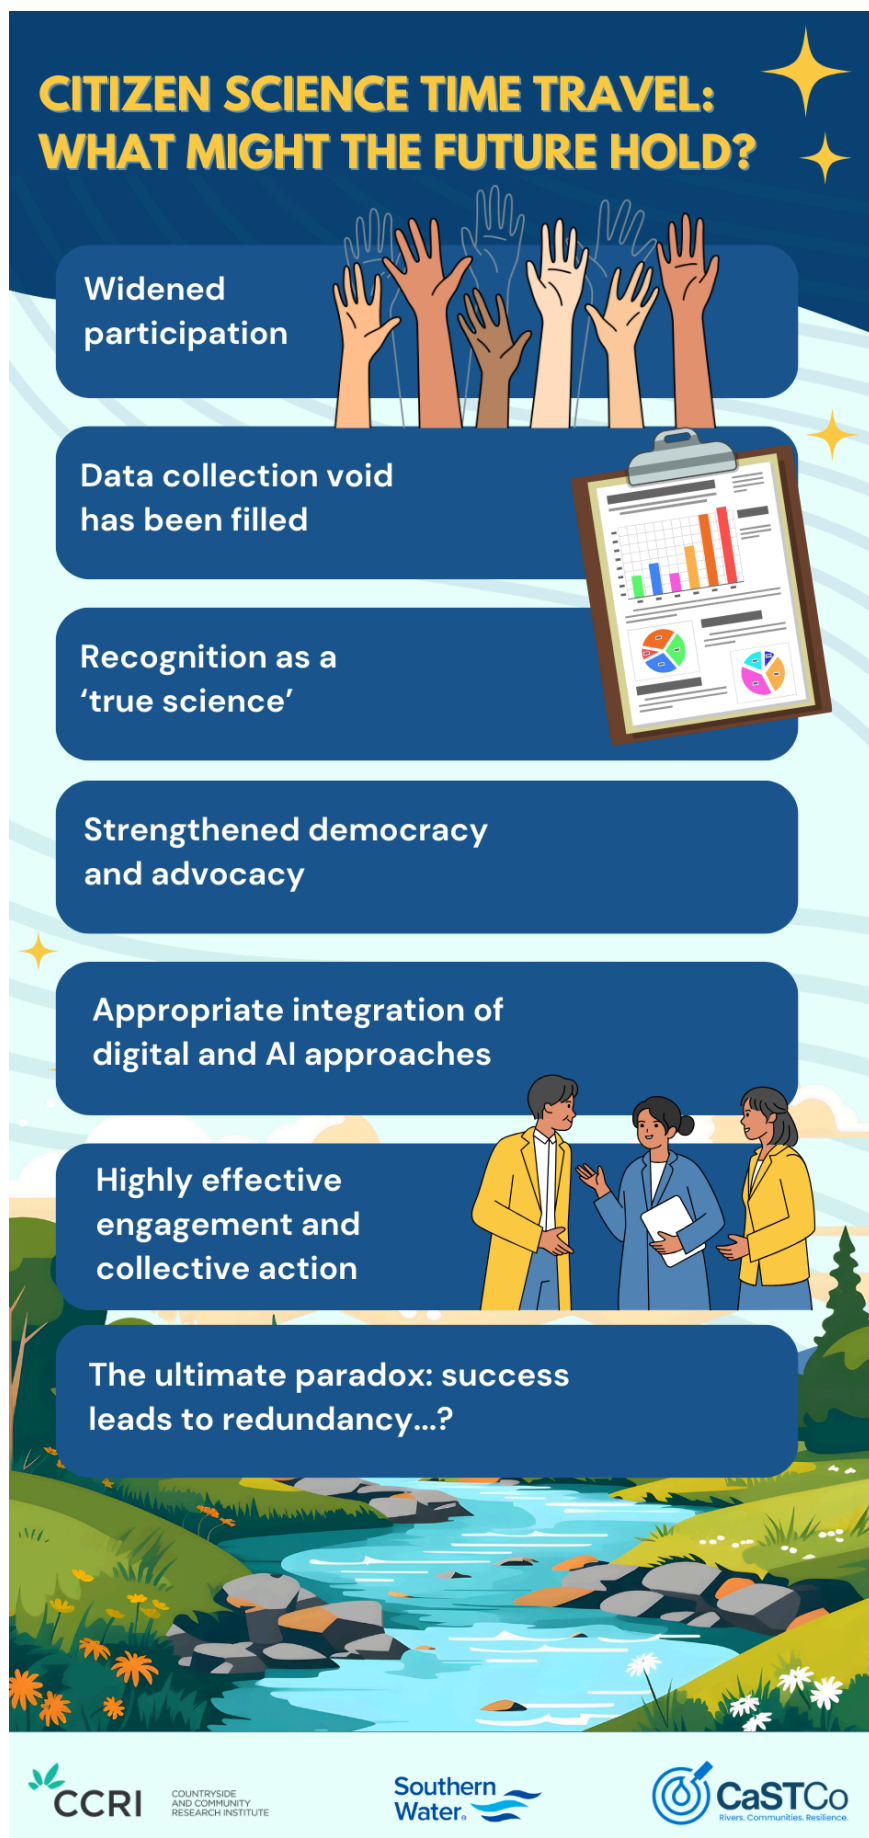 CITIZEN SCIENCE TIME TRAVEL:
WHAT MIGHT THE FUTURE HOLD?
Widened
participation
Data collection void
has been filled
Recognition as a
‘true science’
Strengthened democracy
and advocacy
Appropriate integration of
digital and AI approaches
Highly effective
engagement and
collective action
The ultimate paradox: success
leads to redundancy...?
CCRI
COUNTRYSIDE
AND COMMUNITY
RESEARCH INSTITUTE
Southern
Water®
CaSTCo
Rivers. Communities. Resilience.